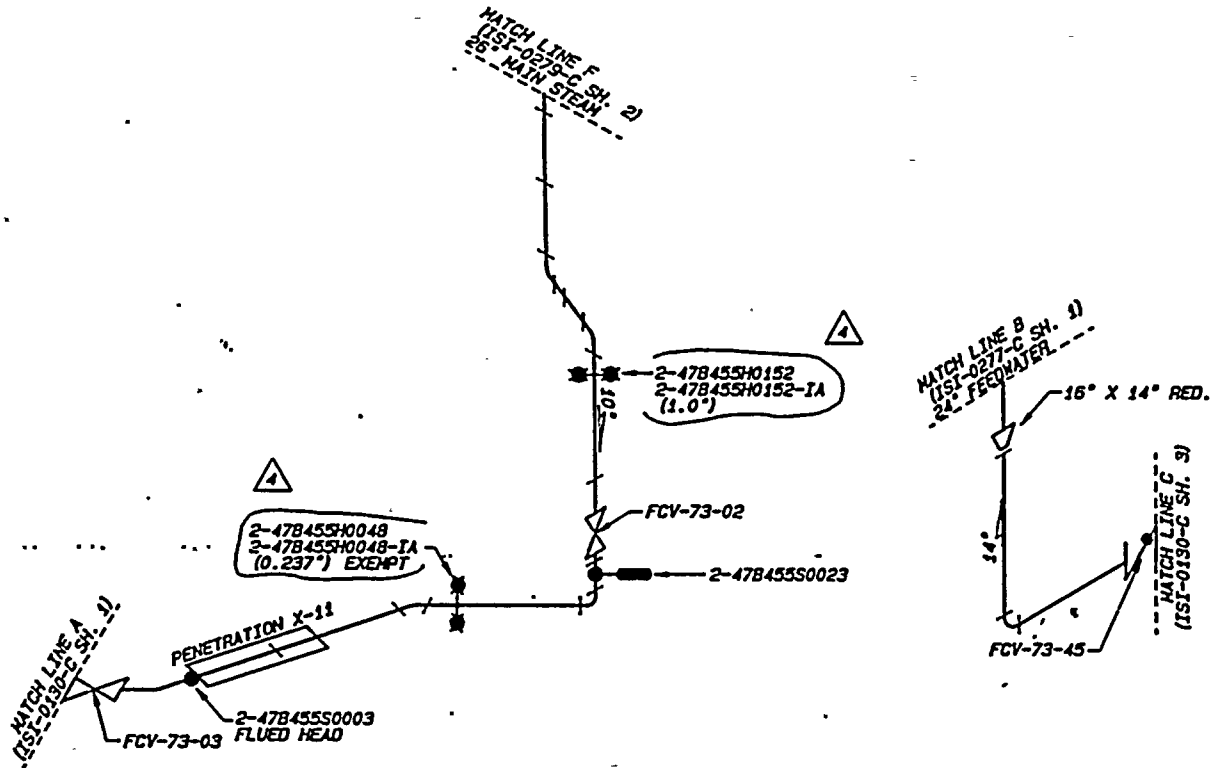 MATCH LINE F
(ISI-0279-C SH. 2)
26" MAIN STEAM
4
2-47B455H0152
2-47B455H0152-IA
(1.0")
10"
MATCH LINE B
(ISI-0277-C SH. 1)
24" FEEDWATER
16" X 14" RED.
4
2-47B455H0048
2-47B455H0048-IA
(0.237") EXEMPT
FCV-73-02
2-47B455S0023
14"
MATCH LINE C
(ISI-0130-C SH. 3)
FCV-73-45
PENETRATION X-11
MATCH LINE A
(ISI-0130-C SH. 1)
2-47B455S0003
FLUED HEAD
FCV-73-03